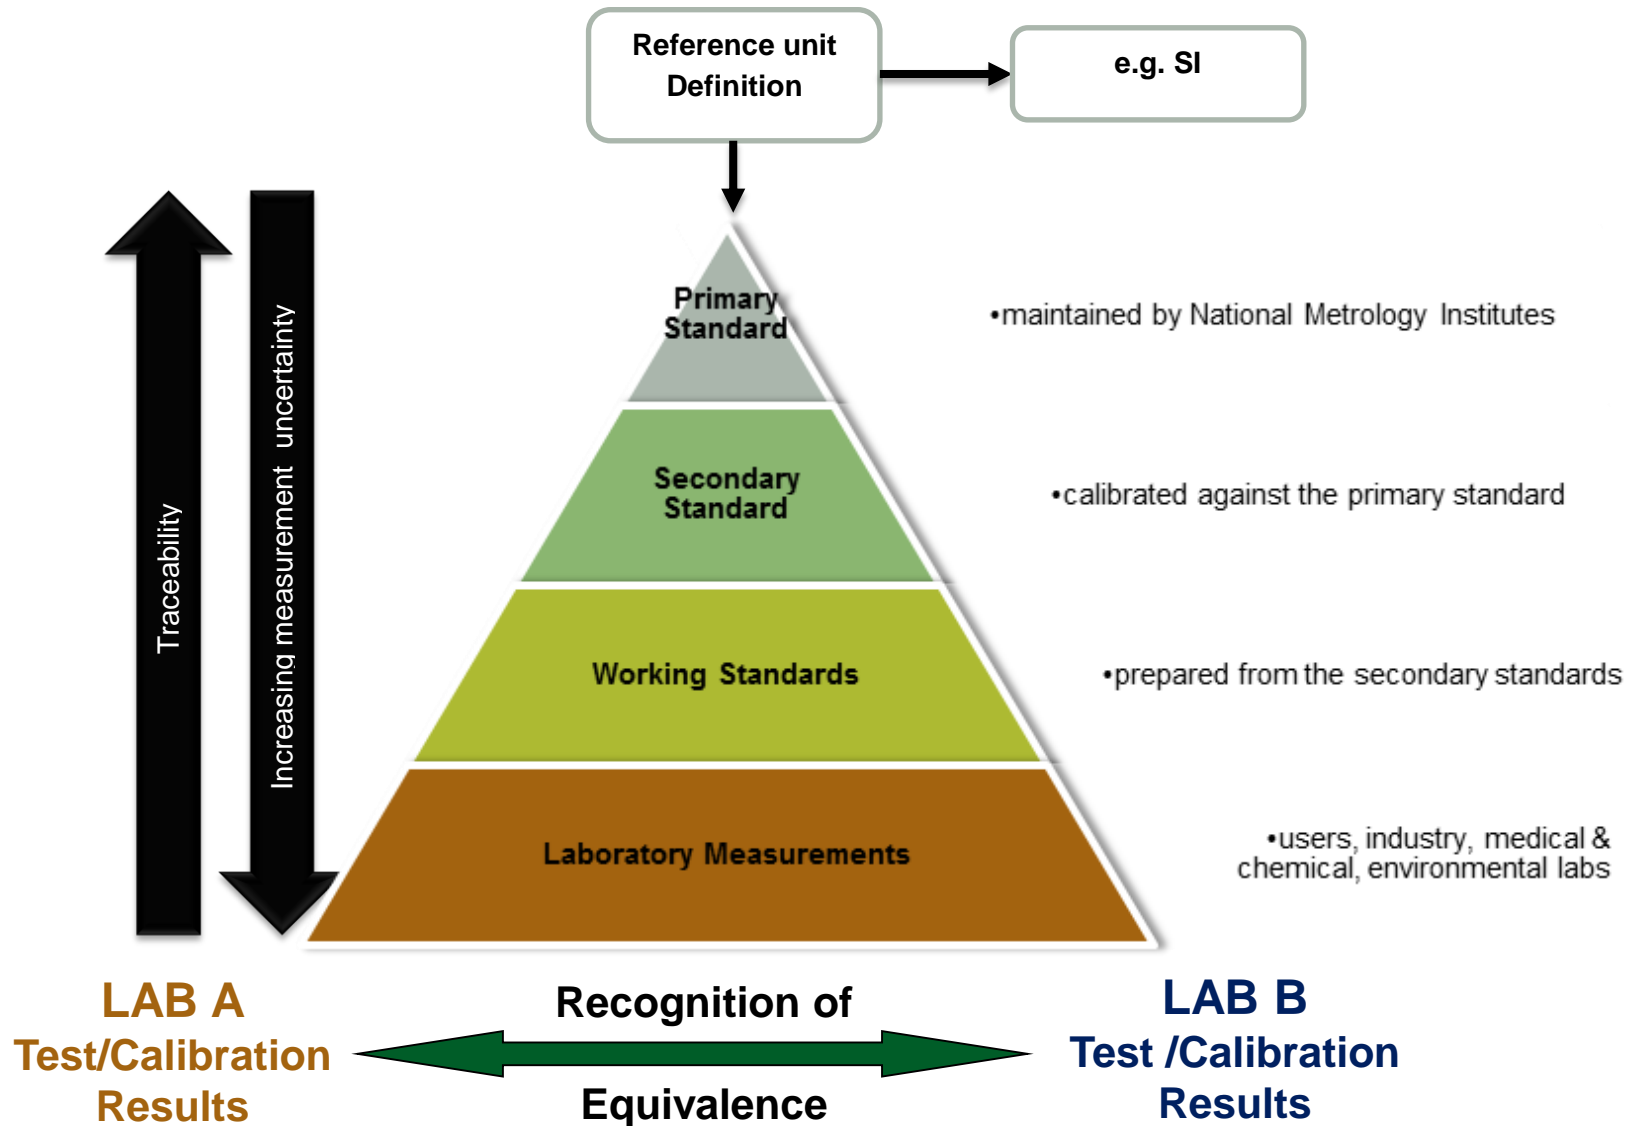 Reference unit
Definition
e.g. SI
Traceability
Increasing measurement uncertainty
Primary
Standard
•maintained by National Metrology Institutes
Secondary
Standard
•calibrated against the primary standard
Working Standards
•prepared from the secondary standards
Laboratory Measurements
•users, industry, medical &
chemical, environmental labs
LAB A
Test/Calibration
Results
Recognition of
Equivalence
LAB B
Test /Calibration
Results